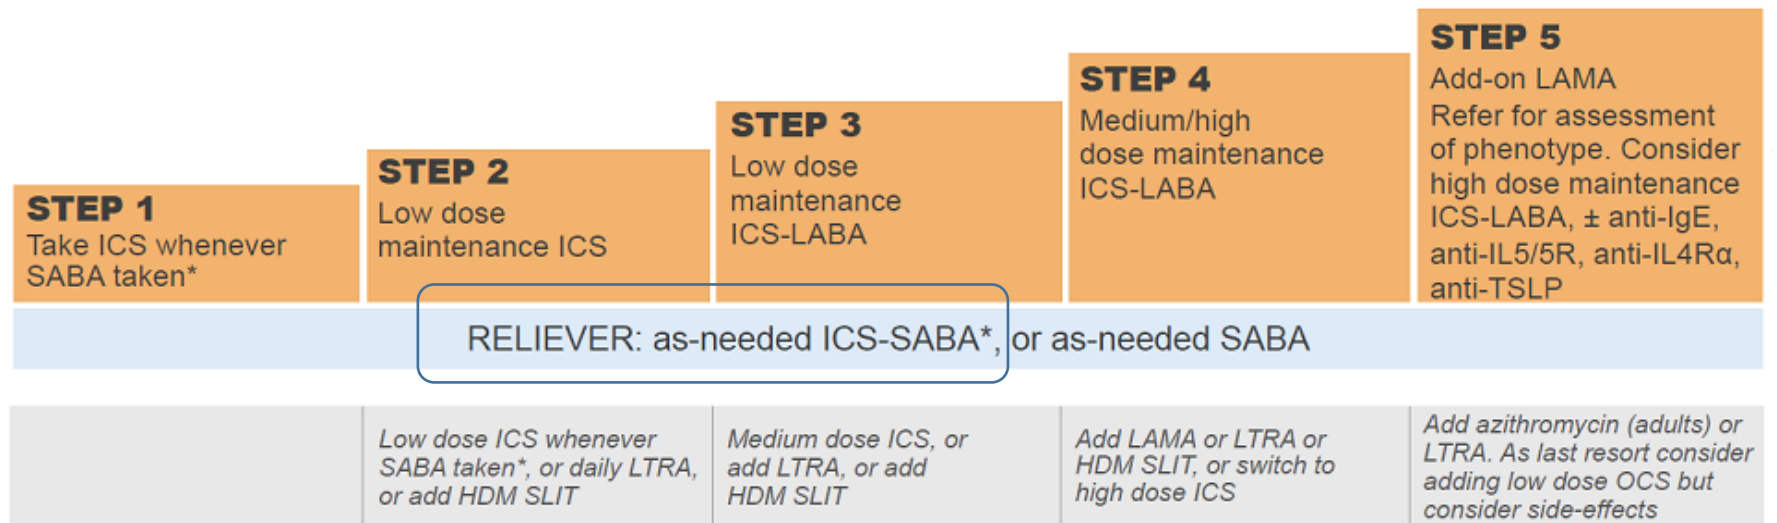 STEP 1
Take ICS whenever
SABA taken*
STEP 2
Low dose
maintenance ICS
STEP 3
Low dose
maintenance
ICS-LABA
STEP 4
Medium/high
dose maintenance
ICS-LABA
STEP 5
Add-on LAMA
Refer for assessment
of phenotype. Consider
high dose maintenance
ICS-LABA, ± anti-IgE,
anti-IL5/5R, anti-IL4Rα,
anti-TSLP
RELIEVER: as-needed ICS-SABA*, or as-needed SABA
Low dose ICS whenever
SABA taken*, or daily LTRA,
or add HDM SLIT
Medium dose ICS, or
add LTRA, or add
HDM SLIT
Add LAMA or LTRA or
HDM SLIT, or switch to
high dose ICS
Add azithromycin (adults) or
LTRA. As last resort consider
adding low dose OCS but
consider side-effects